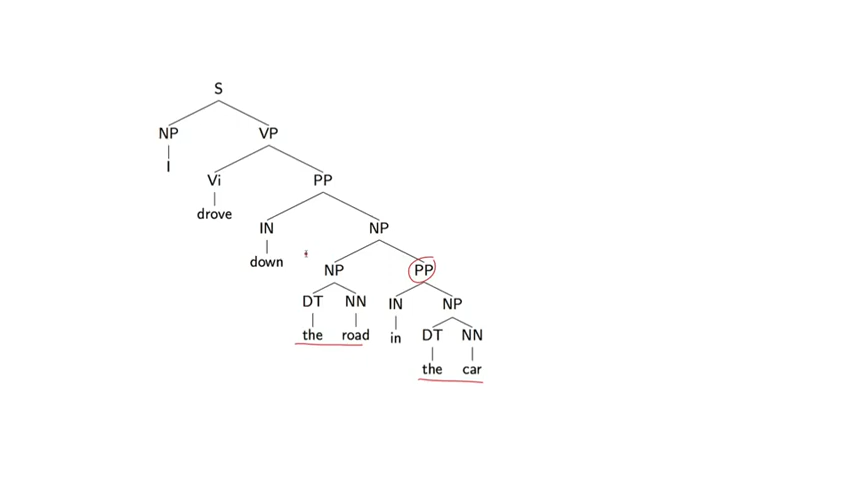 S
NP VP
I
Vi PP
drove
IN NP
down
NP PP
DT NN IN NP
the road in DT NN
the car